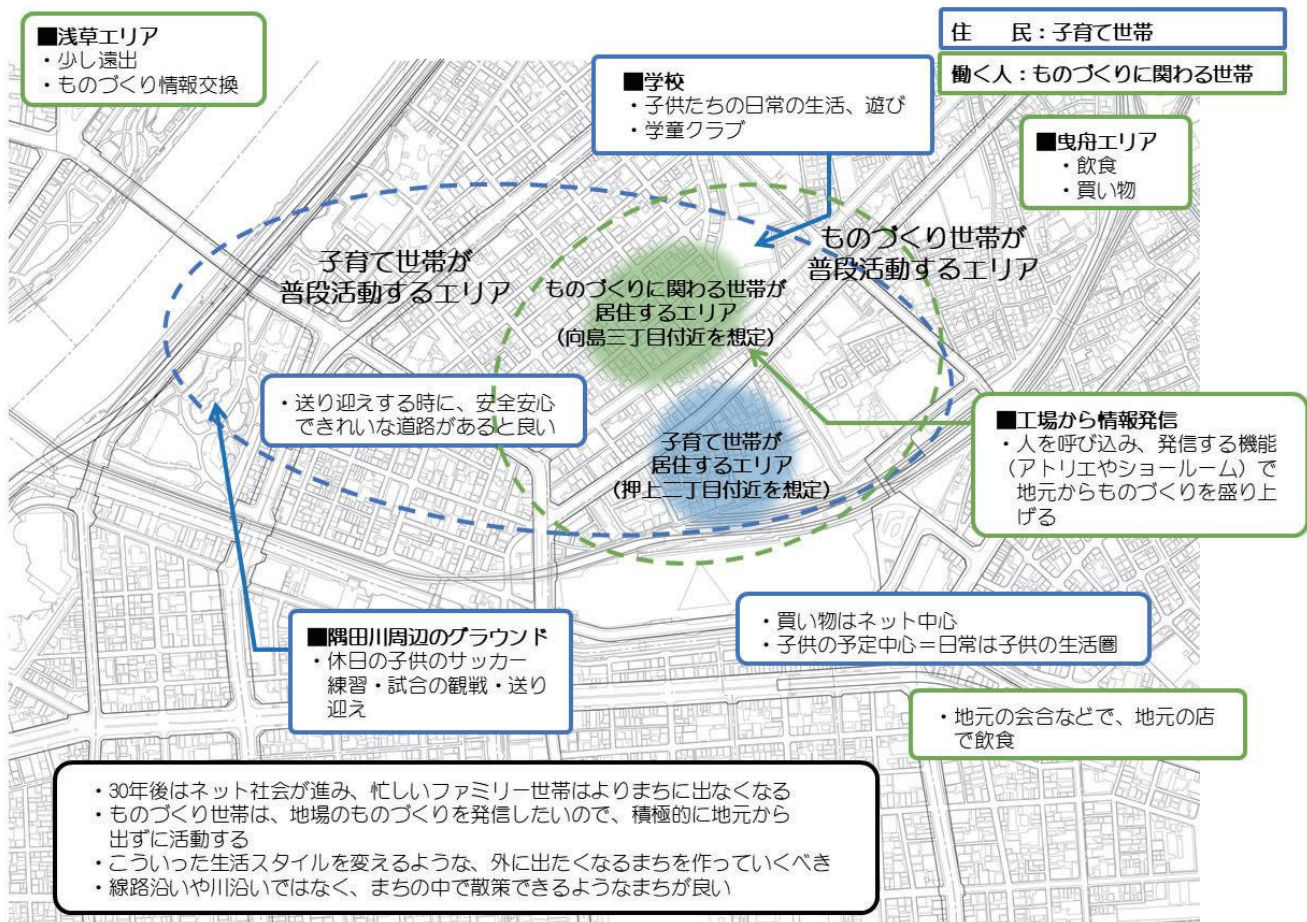 ■浅草エリア
・少し遠出
・ものづくり情報交換
住　　民：子育て世帯
働く人：ものづくりに関わる世帯
■学校
・子供たちの日常の生活、遊び
・学童クラブ
■曳舟エリア
・飲食
・買い物
子育て世帯が
普段活動するエリア
ものづくり世帯が
普段活動するエリア
ものづくりに関わる世帯が
居住するエリア
（向島三丁目付近を想定）
・送り迎えする時に、安全安心
できれいな道路があると良い
子育て世帯が
居住するエリア
（押上二丁目付近を想定）
■工場から情報発信
・人を呼び込み、発信する機能
（アトリエやショールーム）で
地元からものづくりを盛り上
げる
■隅田川周辺のグラウンド
・休日の子供のサッカー
練習・試合の観戦・送り
迎え
・買い物はネット中心
・子供の予定中心＝日常は子供の生活圏
・地元の会合などで、地元の店
で飲食
・30年後はネット社会が進み、忙しいファミリー世帯はよりまちに出なくなる
・ものづくり世帯は、地場のものづくりを発信したいので、積極的に地元から
出ずに活動する
・こういった生活スタイルを変えるような、外に出たくなるまちを作っていくべき
・線路沿いや川沿いではなく、まちの中で散策できるようなまちが良い